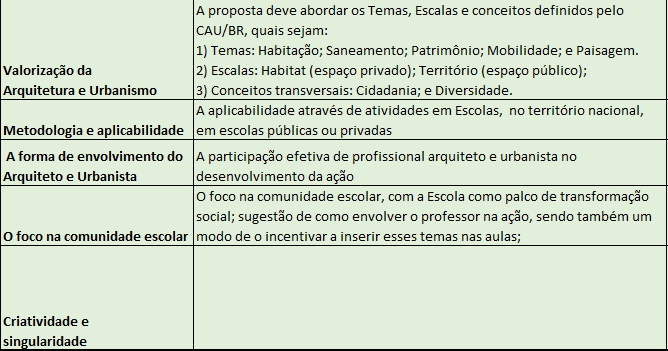 Valorização da
Arquitetura e Urbanismo
A proposta deve abordar os Temas, Escalas e conceitos definidos pelo
CAU/BR, quais sejam:
1) Temas: Habitação; Saneamento; Patrimônio; Mobilidade; e Paisagem.
2) Escalas: Habitat (espaço privado); Território (espaço público);
3) Conceitos transversais: Cidadania; e Diversidade.
Metodologia e aplicabilidade
A aplicabilidade através de atividades em Escolas, no território nacional,
em escolas públicas ou privadas
A forma de envolvimento do
Arquiteto e Urbanista
A participação efetiva de profissional arquiteto e urbanista no
desenvolvimento da ação
O foco na comunidade escolar
O foco na comunidade escolar, com a Escola como palco de transformação
social; sugestão de como envolver o professor na ação, sendo também um
modo de o incentivar a inserir esses temas nas aulas;
Criatividade e
singularidade